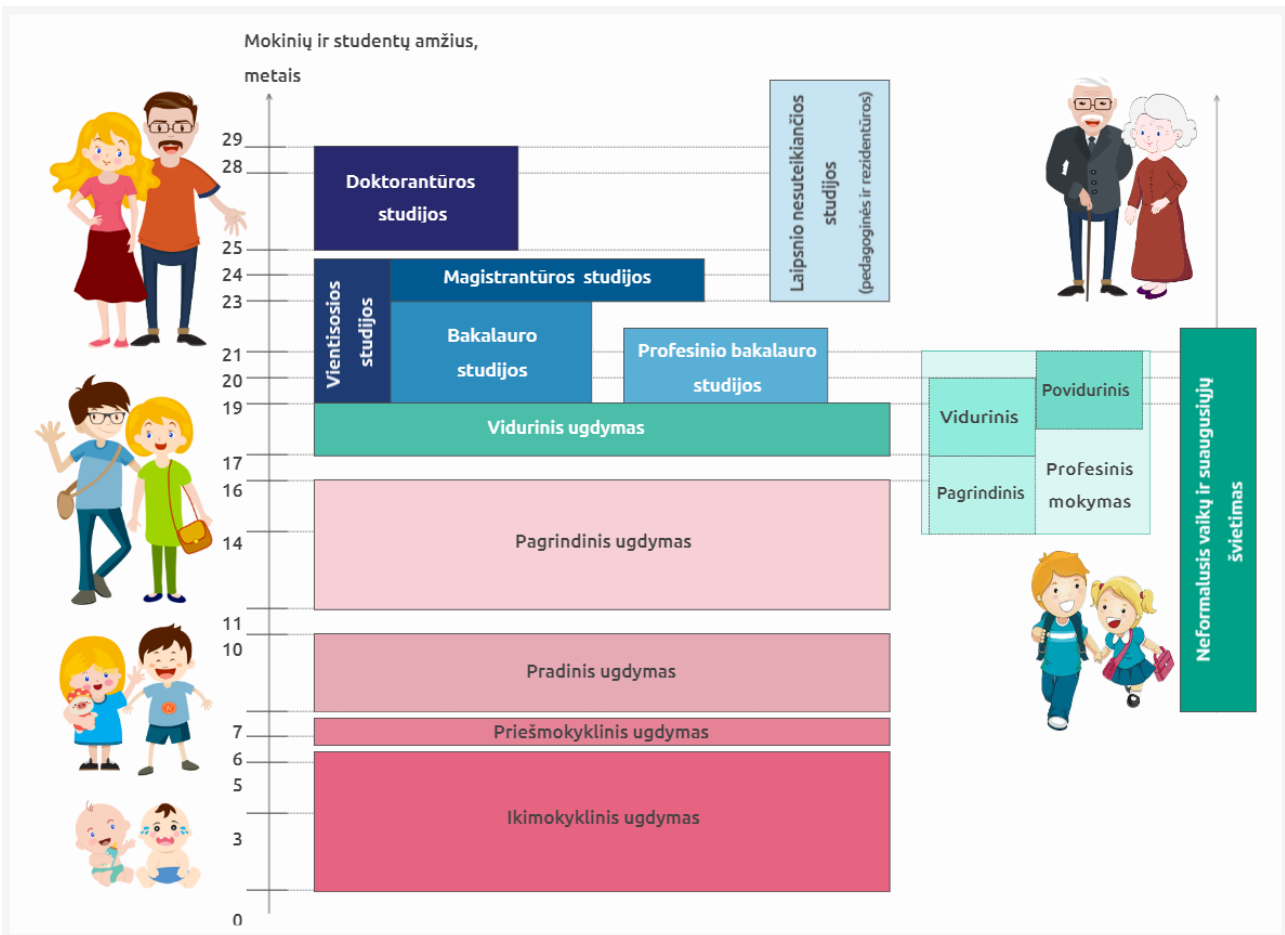 Mokinių ir studentų amžius,
metais
29
28
25
24
23
21
20
19
17
16
14
11
10
7
6
5
3
0
Doktorantūros
studijos
Laipsnio nesuteikiančios
studijos
(pedagoginės ir rezidentūros)
Vientisosios
studijos
Magistrantūros studijos
Bakalauro
studijos
Profesinio bakalauro
studijos
Vidurinis ugdymas
Pagrindinis ugdymas
Pradinis ugdymas
Priešmokyklinis ugdymas
Ikimokyklinis ugdymas
Vidurinis
Povidurinis
Pagrindinis
Profesinis
mokymas
Neformalusis vaikų ir suaugusiųjų
švietimas